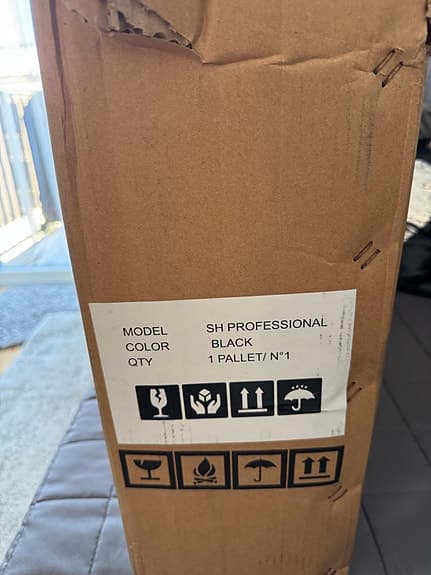 MODEL SH PROFESSIONAL
COLOR BLACK
QTY 1 PALLET/ N°1